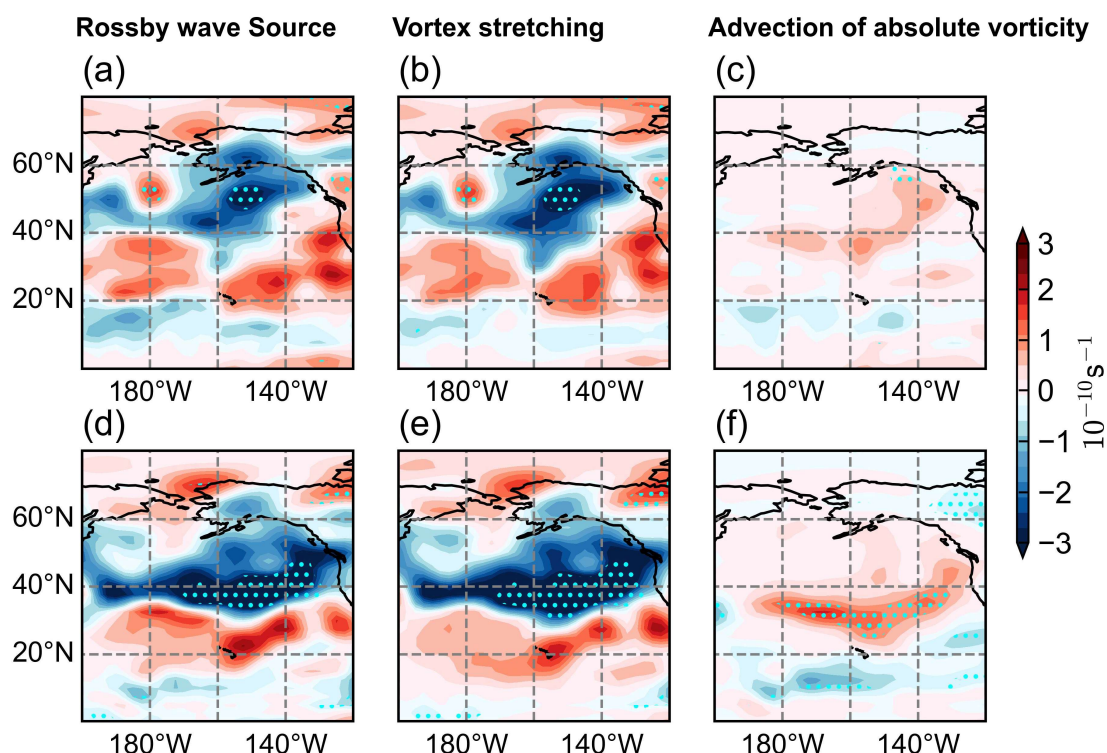 Rossby wave Source Vortex stretching Advection of absolute vorticity
(a) (b) (c)
60°N
40°N
20°N
180°W 140°W 180°W 140°W 180°W 140°W
(d) (e) (f)
60°N
40°N
20°N
180°W 140°W 180°W 140°W 180°W 140°W
3
2
1
0
−1
−2
−3
10⁻¹⁰s⁻¹